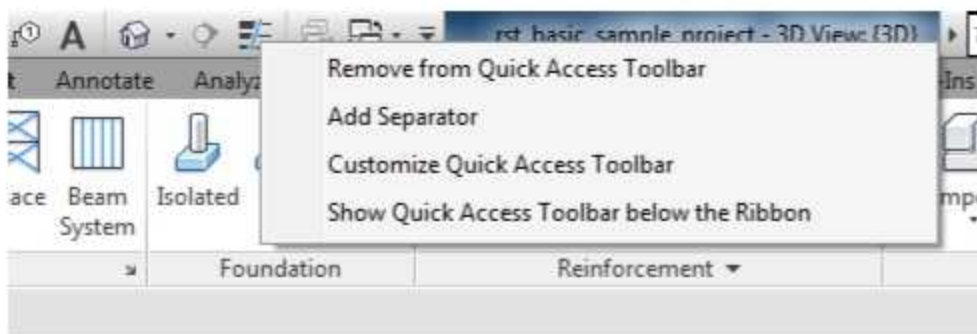 A
rst_basic_sample_project - 3D View: {3D}
Annotate
Remove from Quick Access Toolbar
Add Separator
Customize Quick Access Toolbar
Show Quick Access Toolbar below the Ribbon
Beam
System
Isolated
Foundation
Reinforcement